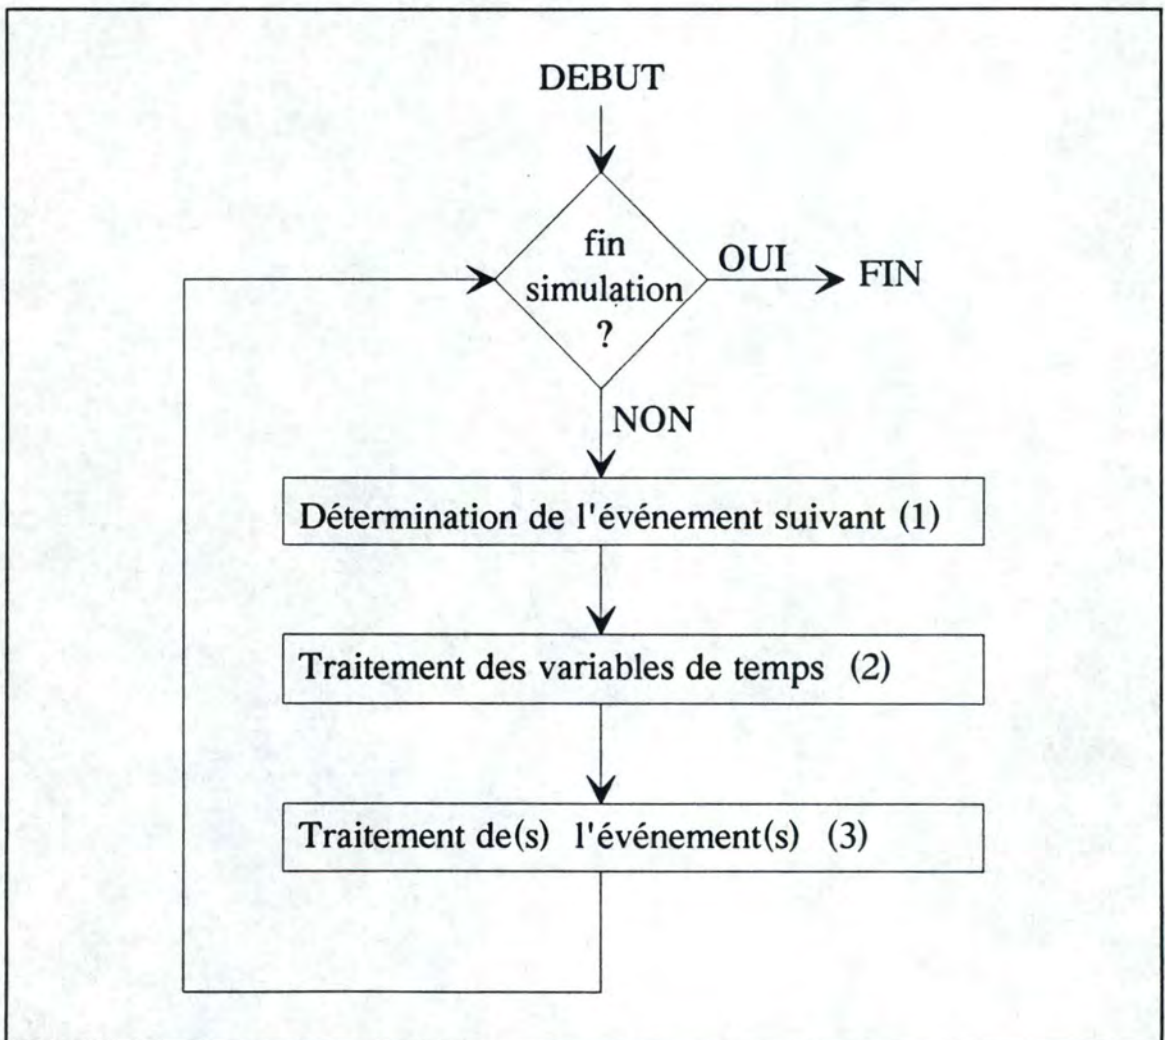 DEBUT
fin
simulation
?
OUI
FIN
NON
Détermination de l'événement suivant (1)
Traitement des variables de temps (2)
Traitement de(s) l'événement(s) (3)